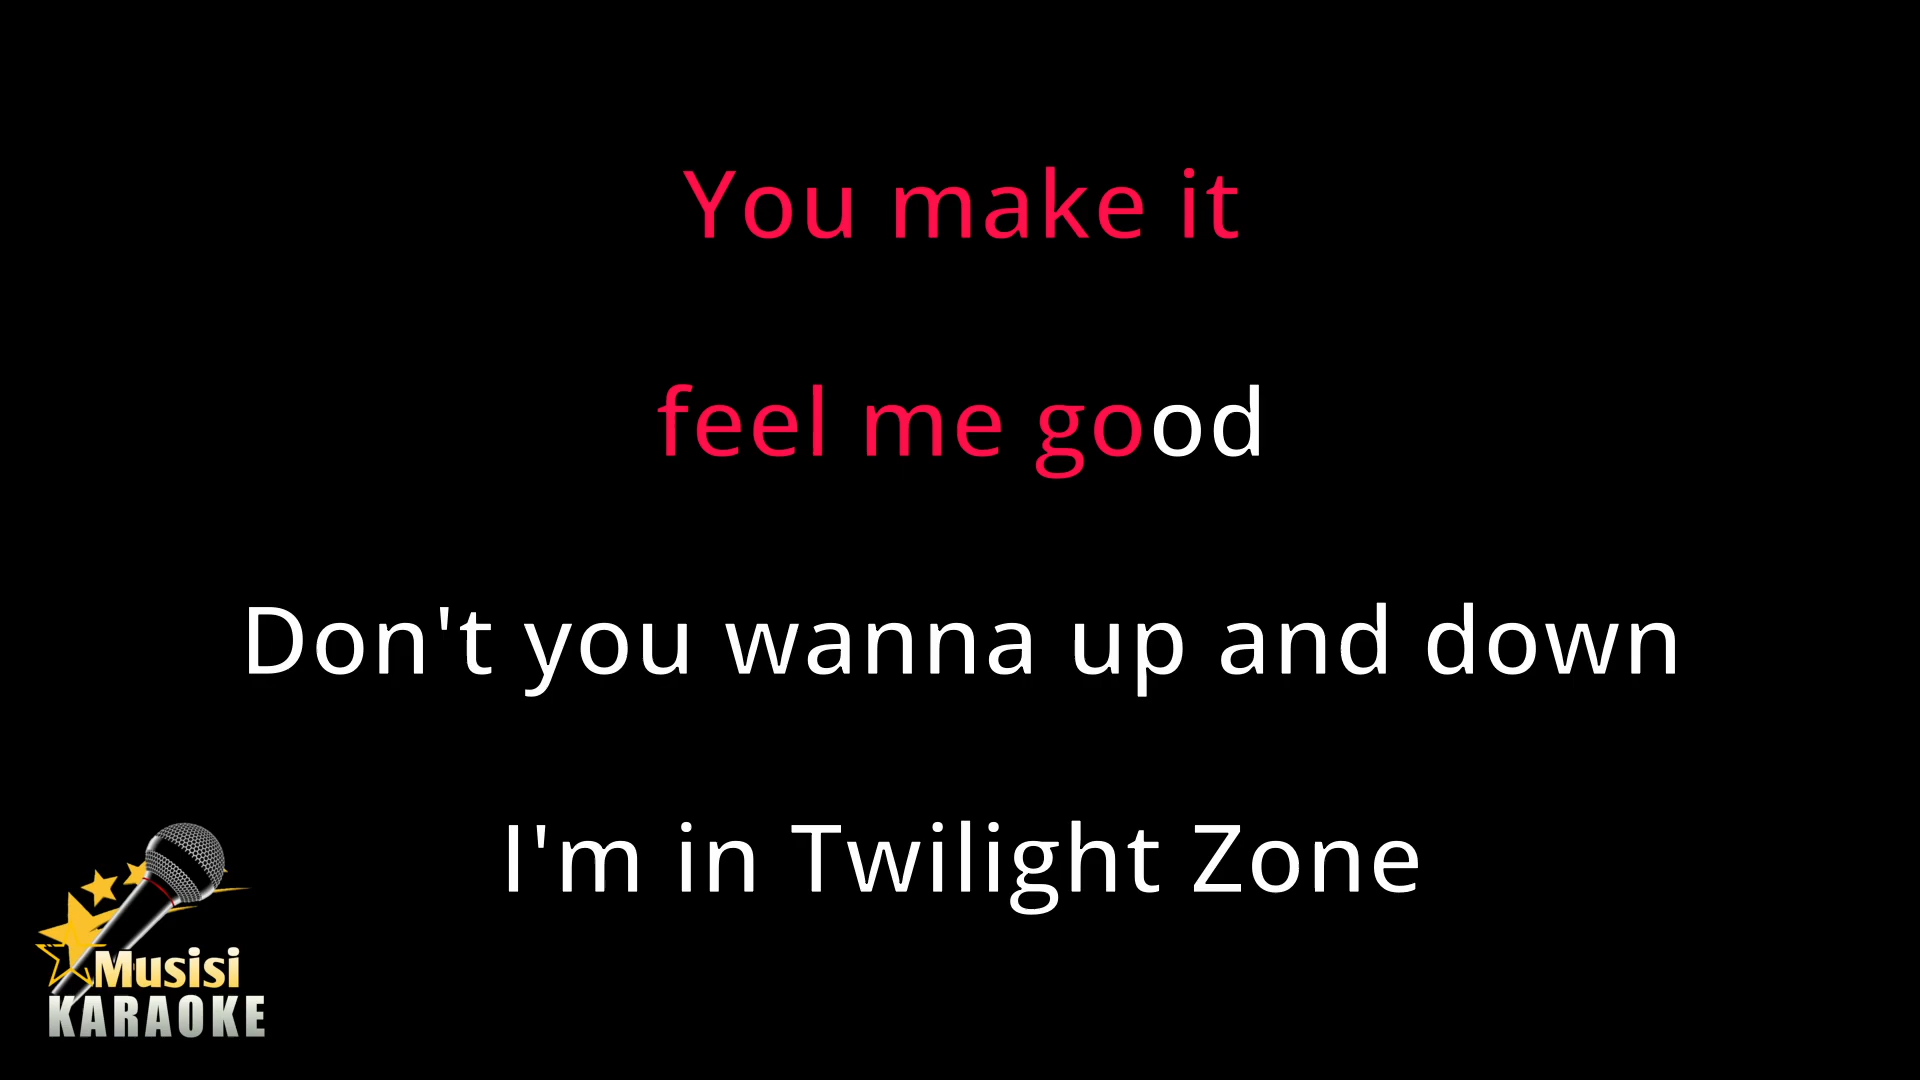 You make it
feel me good
Don't you wanna up and down
I'm in Twilight Zone
Musisi
KARAOKE